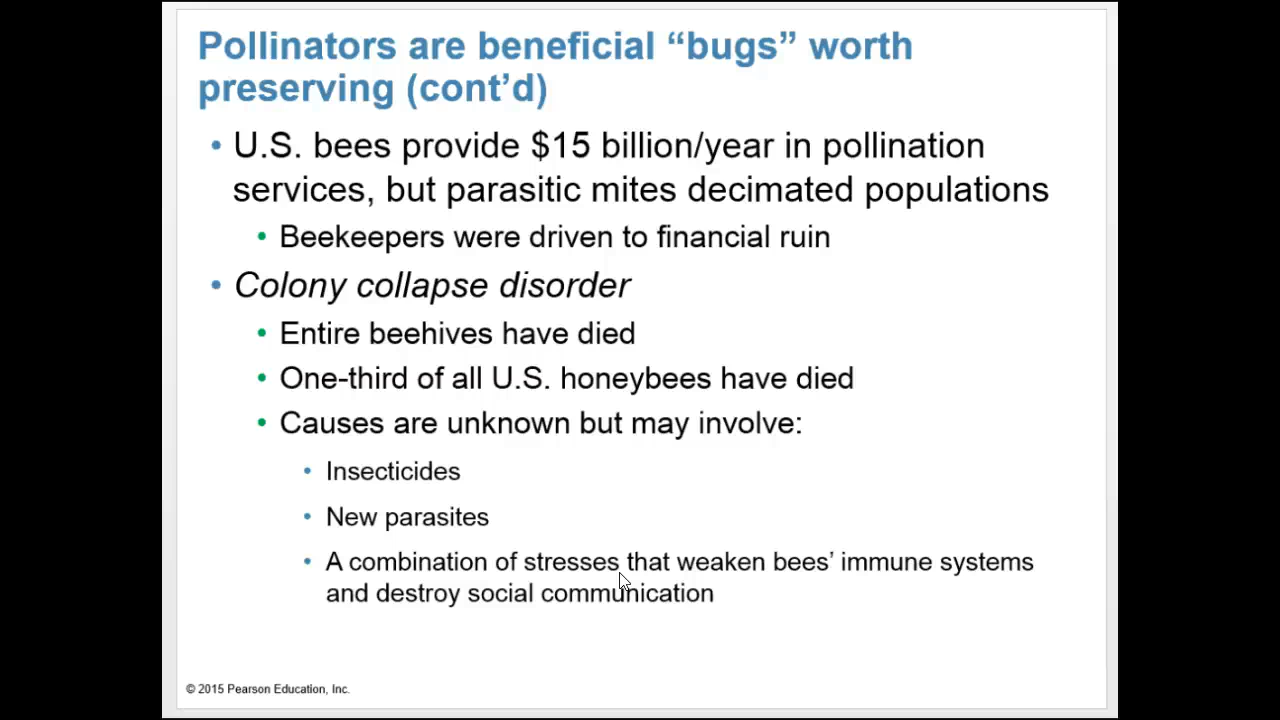 Pollinators are beneficial “bugs” worth
preserving (cont’d)
• U.S. bees provide $15 billion/year in pollination
services, but parasitic mites decimated populations
• Beekeepers were driven to financial ruin
• Colony collapse disorder
• Entire beehives have died
• One-third of all U.S. honeybees have died
• Causes are unknown but may involve:
• Insecticides
• New parasites
• A combination of stresses that weaken bees’ immune systems
and destroy social communication
© 2015 Pearson Education, Inc.